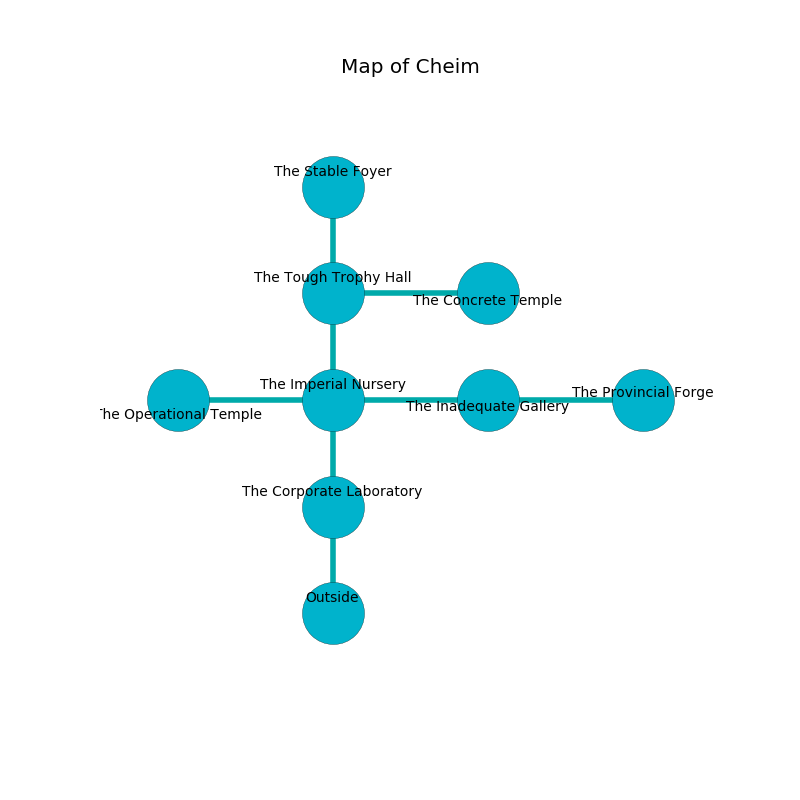 Map of Cheim
The Stable Foyer
The Tough Trophy Hall
The Concrete Temple
The Imperial Nursery
The Provincial Forge
The Inadequate Gallery
he Operational Temple
The Corporate Laboratory
Outside